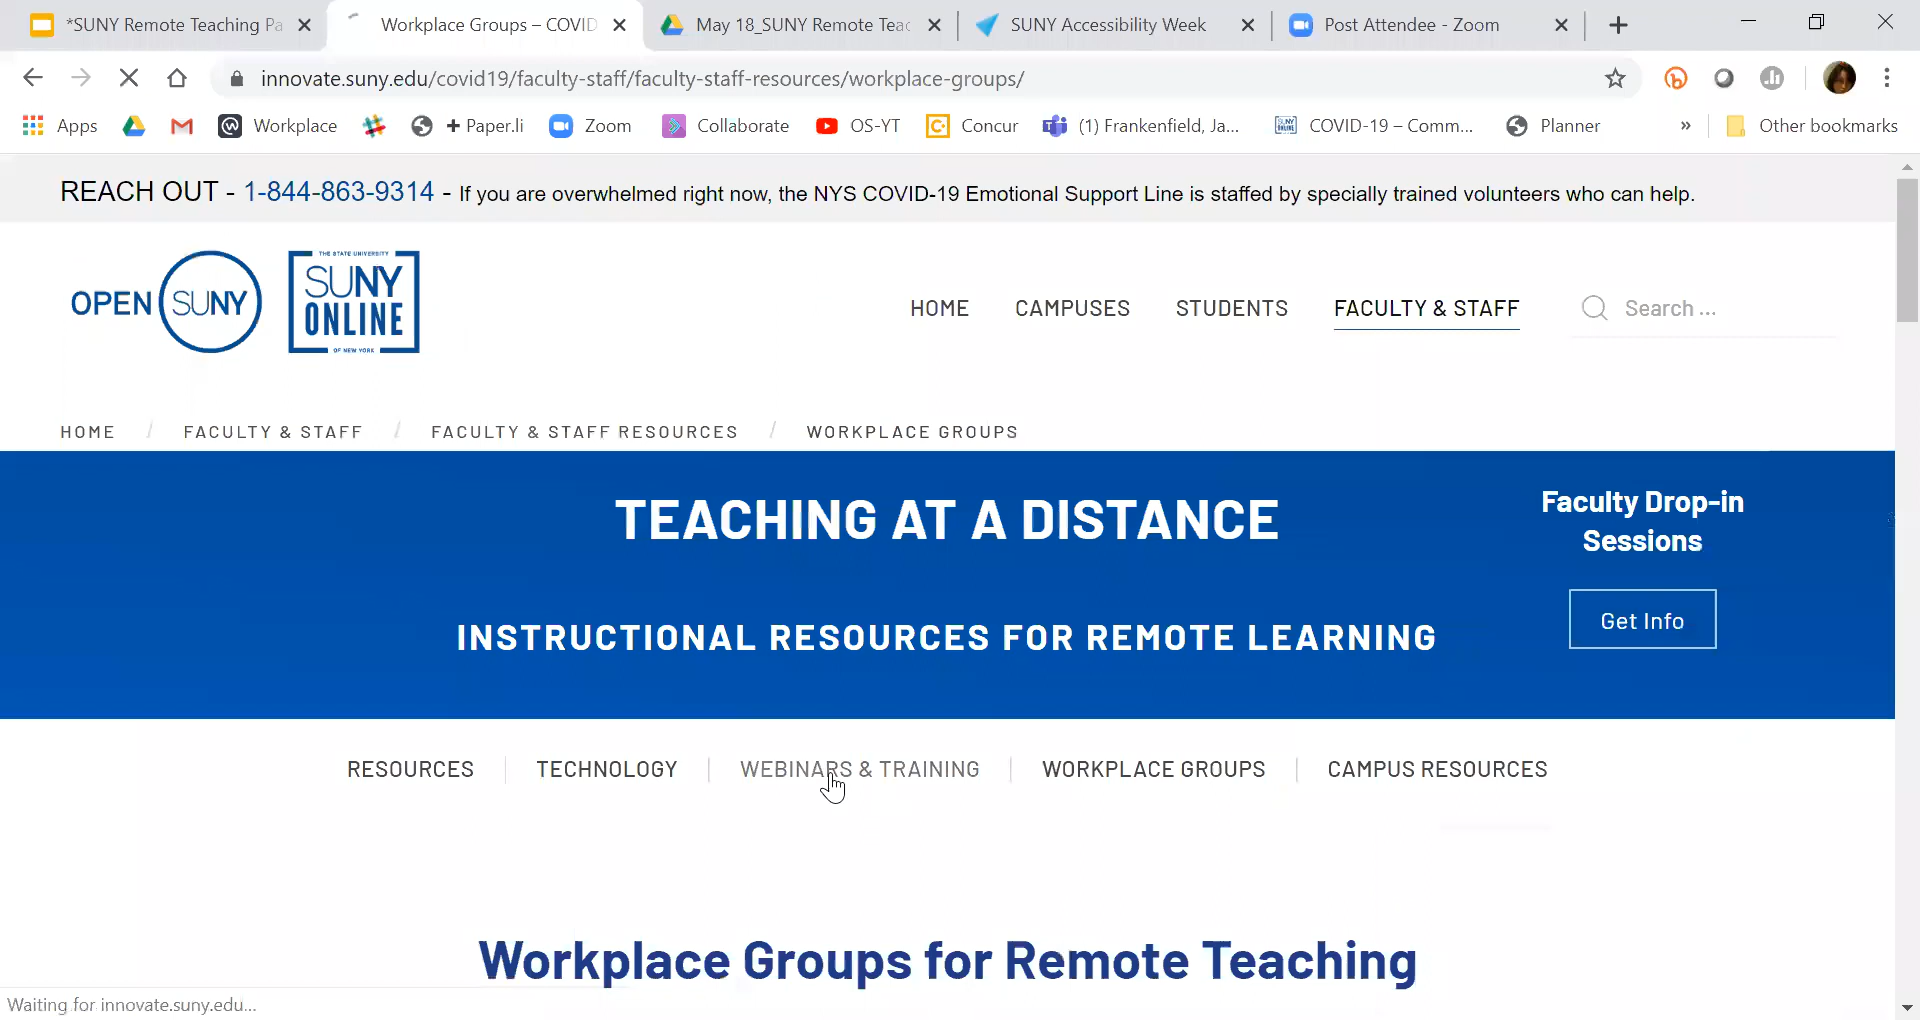 *SUNY Remote Teaching Pa
Workplace Groups – COVID
May 18_SUNY Remote Teac
SUNY Accessibility Week
Post Attendee - Zoom
innovate.suny.edu/covid19/faculty-staff/faculty-staff-resources/workplace-groups/
Apps
Workplace
+ Paper.li
Zoom
Collaborate
OS-YT
Concur
(1) Frankenfield, Ja...
COVID-19 – Comm...
Planner
»
Other bookmarks
REACH OUT - 1-844-863-9314 - If you are overwhelmed right now, the NYS COVID-19 Emotional Support Line is staffed by specially trained volunteers who can help.
OPEN SUNY
THE STATE UNIVERSITY
SUNY
ONLINE
OF NEW YORK
HOME
CAMPUSES
STUDENTS
FACULTY & STAFF
Search ...
HOME / FACULTY & STAFF / FACULTY & STAFF RESOURCES / WORKPLACE GROUPS
TEACHING AT A DISTANCE
INSTRUCTIONAL RESOURCES FOR REMOTE LEARNING
Faculty Drop-in
Sessions
Get Info
RESOURCES
TECHNOLOGY
WEBINARS & TRAINING
WORKPLACE GROUPS
CAMPUS RESOURCES
Workplace Groups for Remote Teaching
Waiting for innovate.suny.edu...